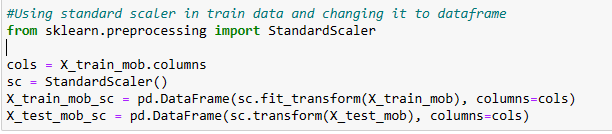 #Using standard scaler in train data and changing it to dataframe
from sklearn.preprocessing import StandardScaler
cols = X_train_mob.columns
sc = StandardScaler()
X_train_mob_sc = pd.DataFrame(sc.fit_transform(X_train_mob), columns=cols)
X_test_mob_sc = pd.DataFrame(sc.transform(X_test_mob), columns=cols)